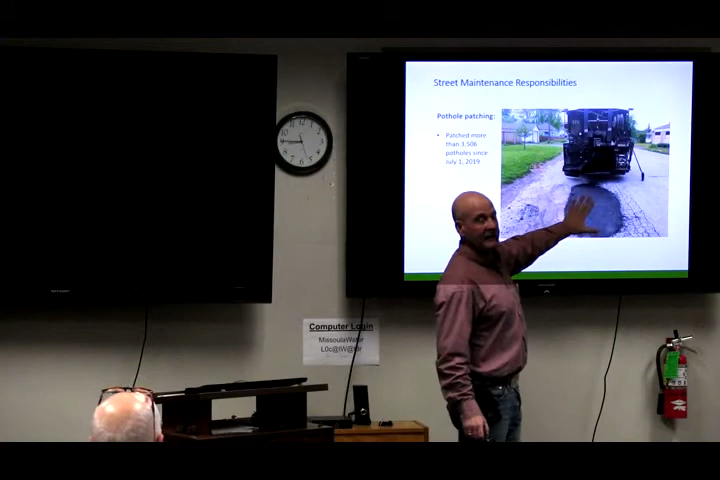 Street Maintenance Responsibilities
Pothole patching:
• Patched more
than 3,506
potholes since
July 1, 2019
Computer Login
MissoulaWater